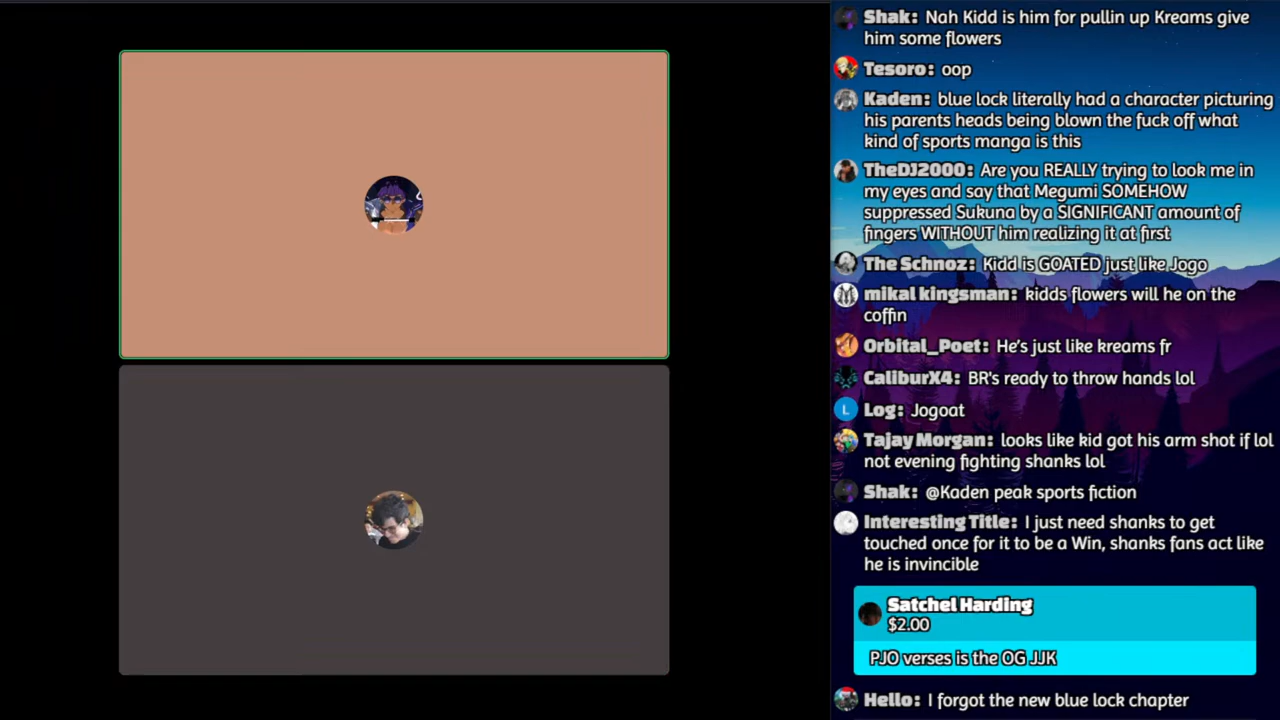 Shak: Nah Kidd is him for pullin up Kreams give
him some flowers
Tesoro: oop
Kaden: blue lock literally had a character picturing
his parents heads being blown the fuck off what
kind of sports manga is this
TheDJ2000: Are you REALLY trying to look me in
my eyes and say that Megumi SOMEHOW
suppressed Sukuna by a SIGNIFICANT amount of
fingers WITHOUT him realizing it at first
The Schnoz: Kidd is GOATED just like Jogo
mikal kingsman: kidds flowers will he on the
coffin
Orbital_Poet: He's just like kreams fr
CaliburX4: BR's ready to throw hands lol
L
Log: Jogoat
Tajay Morgan: looks like kid got his arm shot if lol
not evening fighting shanks lol
Shak: @Kaden peak sports fiction
Interesting Title: I just need shanks to get
touched once for it to be a Win, shanks fans act like
he is invincible
Satchel Harding
$2.00
PJO verses is the OG JJK
Hello: I forgot the new blue lock chapter